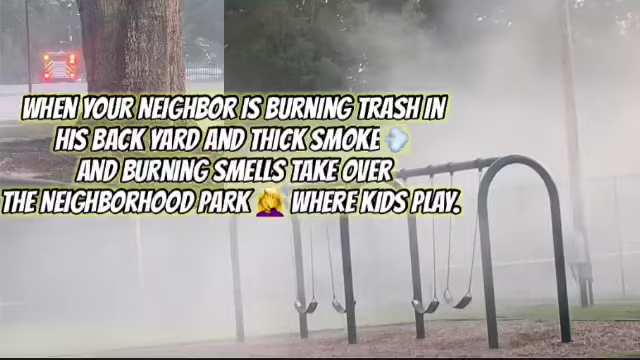 WHEN YOUR NEIGHBOR IS BURNING TRASH IN
HIS BACK YARD AND THICK SMOKE 💨
AND BURNING SMELLS TAKE OVER
THE NEIGHBORHOOD PARK 🤦‍♀️ WHERE KIDS PLAY.